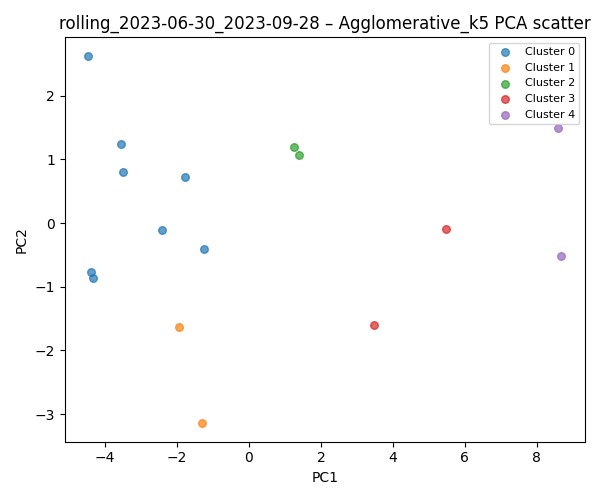 rolling_2023-06-30_2023-09-28 – Agglomerative_k5 PCA scatter
Cluster 0
Cluster 1
Cluster 2
Cluster 3
Cluster 4
PC2
2
1
0
−1
−2
−3
−4 −2 0 2 4 6 8
PC1